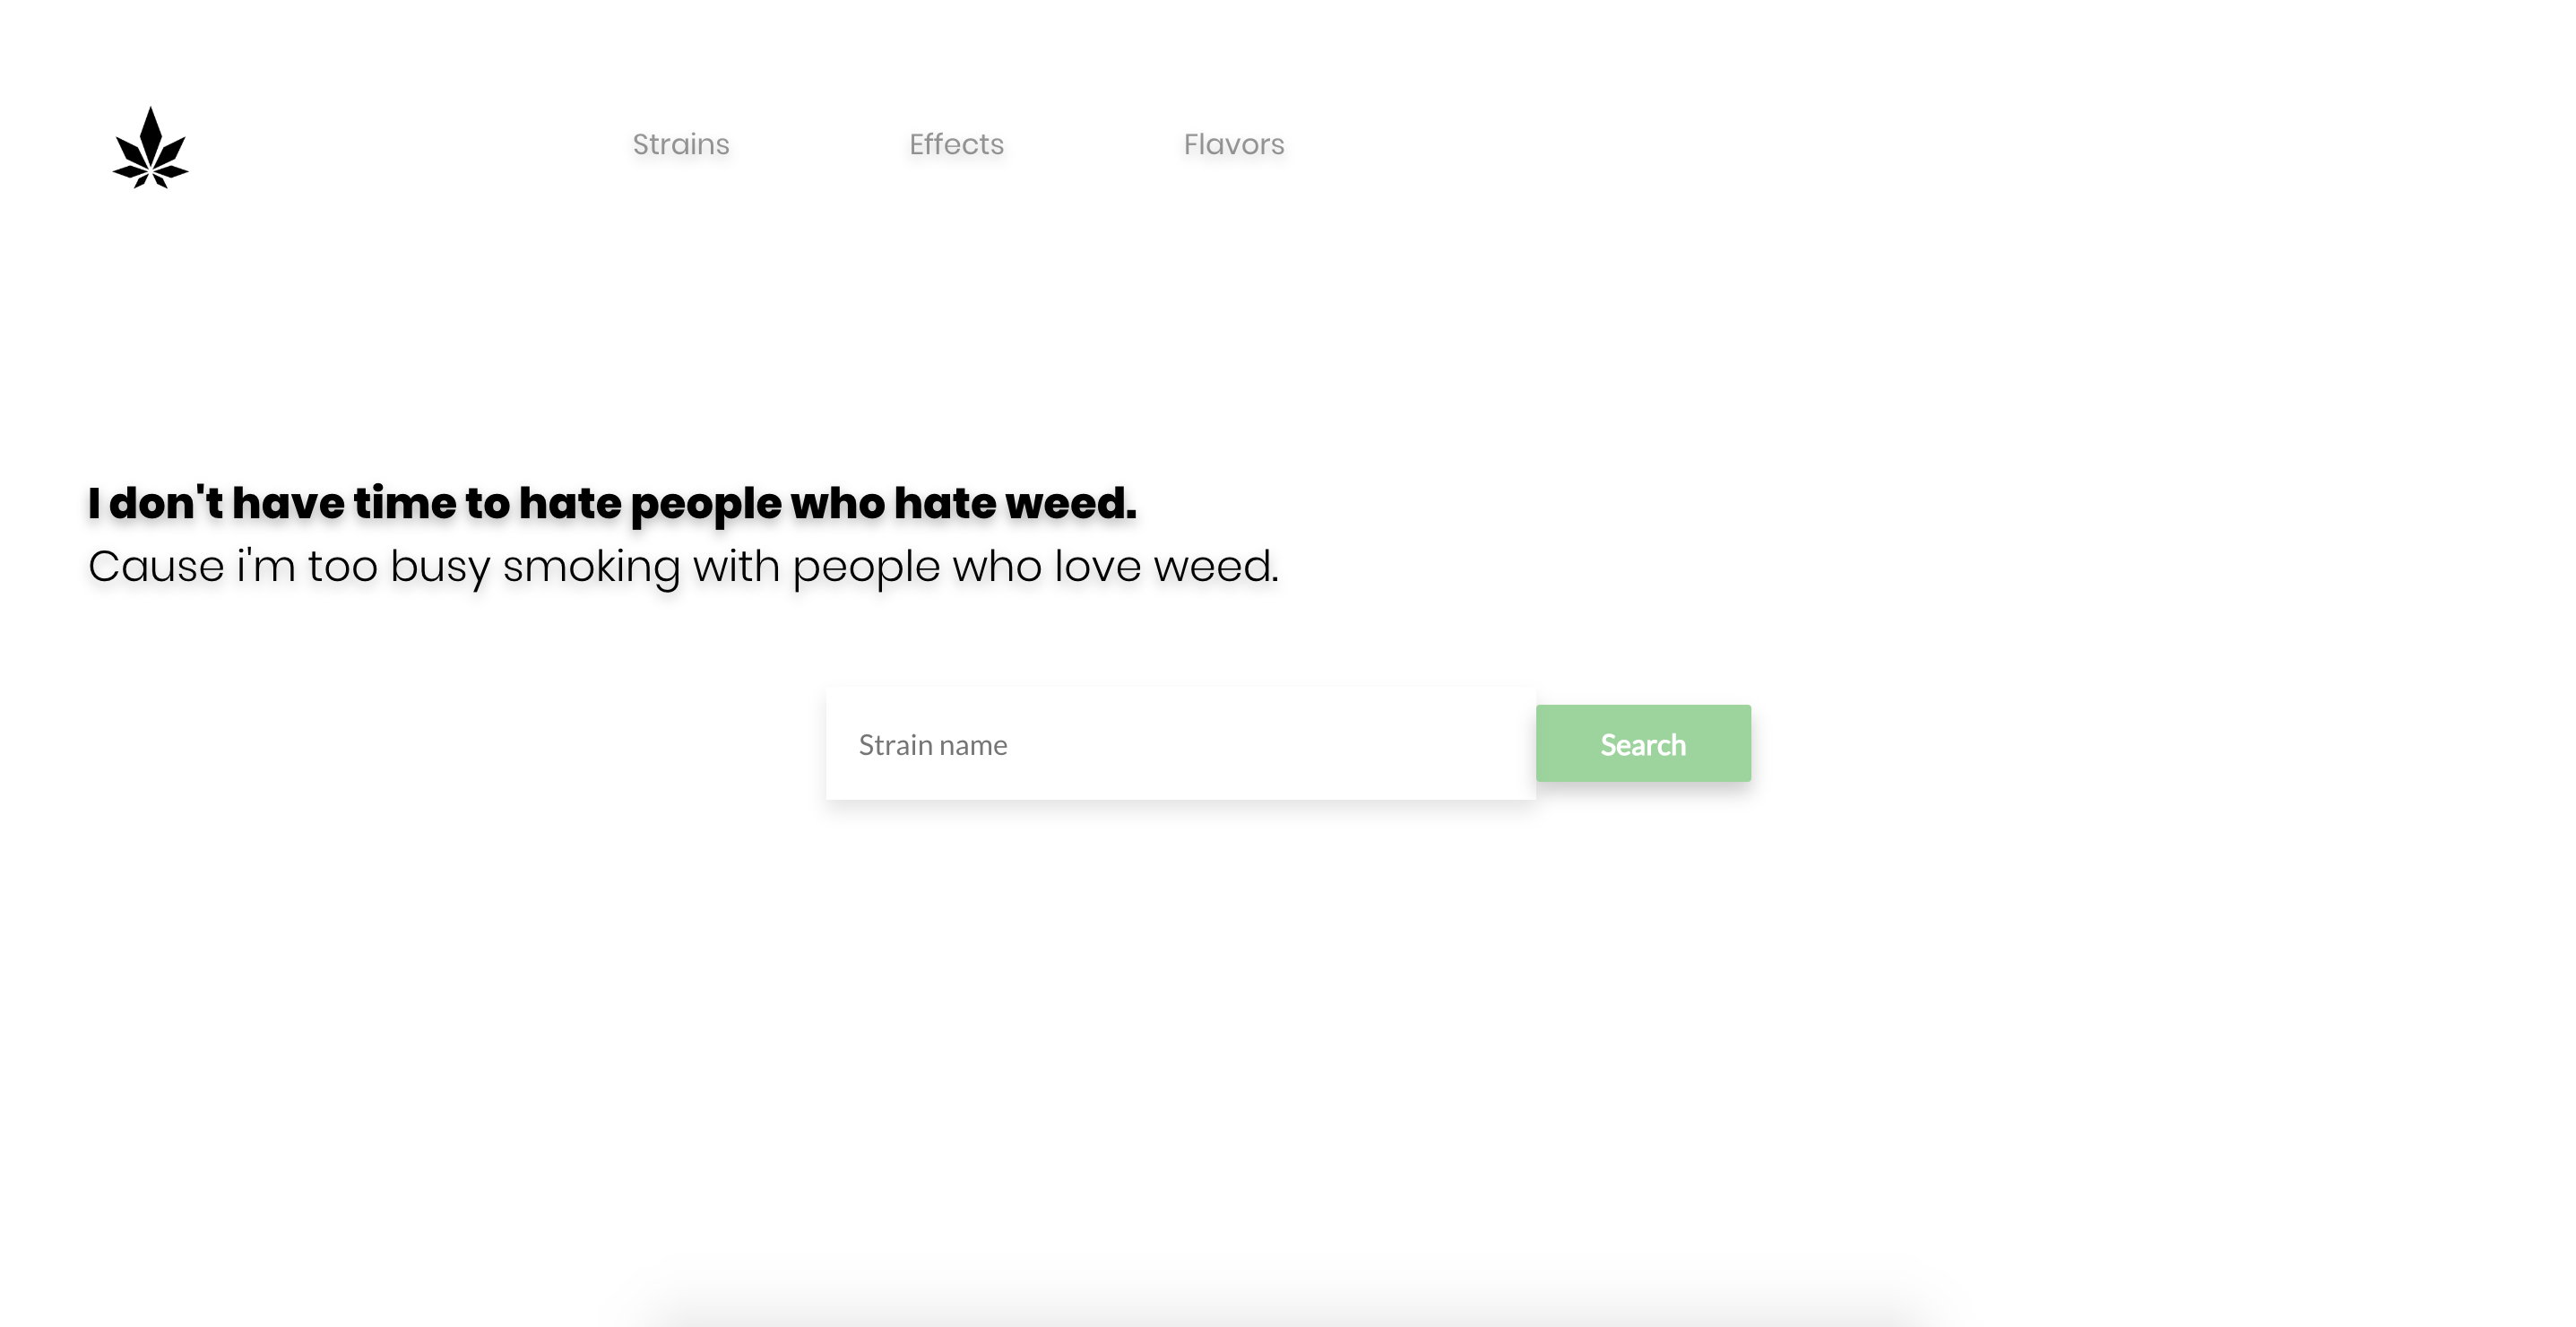 Strains Effects Flavors
I don't have time to hate people who hate weed.
Cause i'm too busy smoking with people who love weed.
Strain name
Search